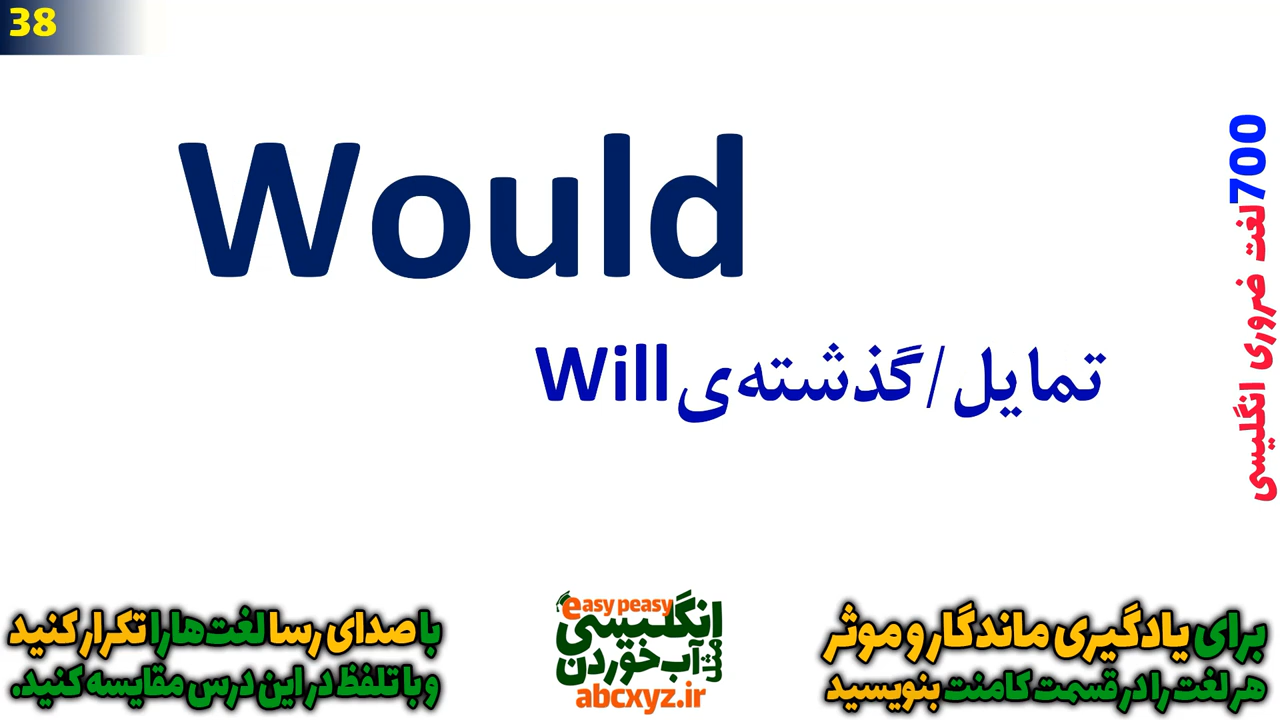 38
Would
تمایل/گذشته‌ی Will
700 لغت ضروری انگلیسی
برای یادگیری ماندگار و موثر
هر لغت را در قسمت کامنت بنویسید
easy peasy
انگلیسی
مثل آب خوردن
abcxyz.ir
با صدای رسا لغت‌ها را تکرار کنید
و با تلفظ در این درس مقایسه کنید.